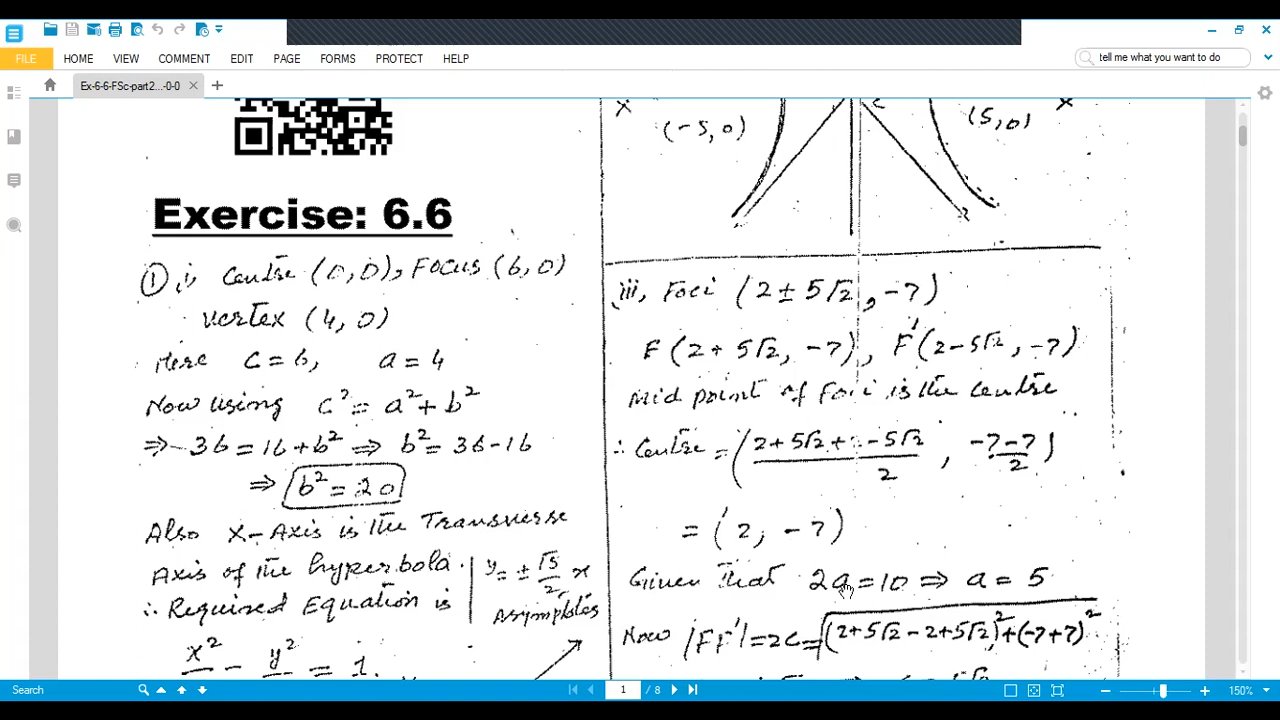 FILE HOME VIEW COMMENT EDIT PAGE FORMS PROTECT HELP
tell me what you want to do
Ex-6-6-FSc-part2...-0-0
Exercise: 6.6
① i, Centre (0,0), Focus (6,0)
vertex (4,0)
Here c=6, a=4
Now using c²=a²+b²
⇒ 36=16+b² ⇒ b²=36-16
⇒ b²=20
Also X-Axis is the Transverse
Axis of the hyperbola.
∴ Required Equation is
y=±√5/2 x
Asymptotes
x² - y² = 1
X X
(-5,0) (5,0)
iii, Foci (2±5√2, -7)
F(2+5√2, -7), F'(2-5√2, -7)
Mid point of Foci is the centre
∴ Centre = (2+5√2+ -5√2/2, -7-7/2)
= (2, -7)
Given that 2a=10 ⇒ a=5
Now |FF'|=2c=√(2+5√2-2+5√2)²+(-7+7)²
Search 1 / 8 150%